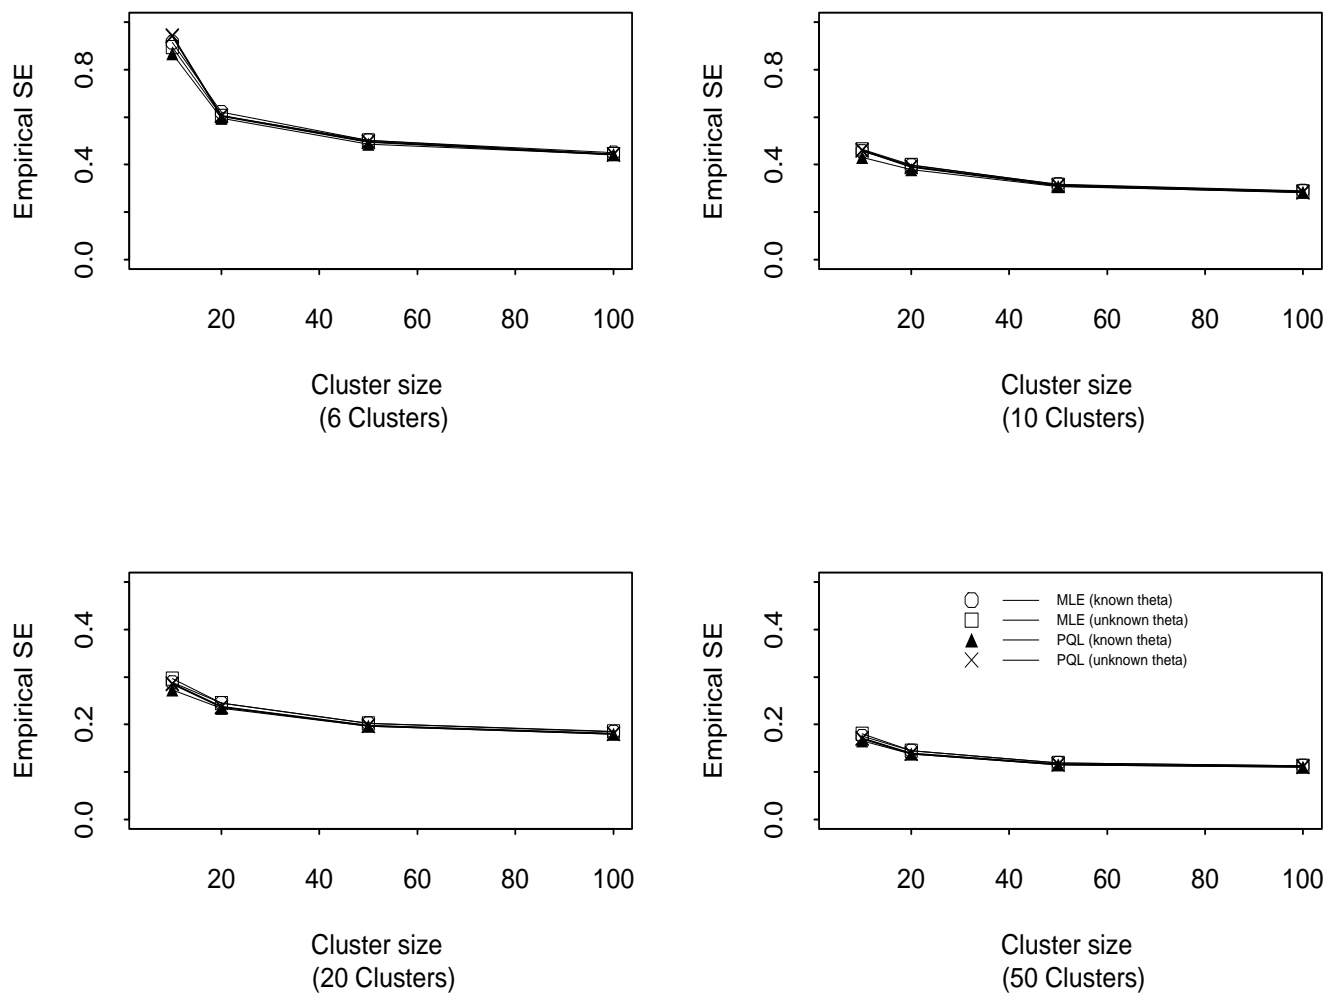 Empirical SE
0.8
0.4
0.0
20 40 60 80 100
Cluster size
(6 Clusters)
Empirical SE
0.8
0.4
0.0
20 40 60 80 100
Cluster size
(10 Clusters)
Empirical SE
0.4
0.2
0.0
20 40 60 80 100
Cluster size
(20 Clusters)
Empirical SE
0.4
0.2
0.0
MLE (known theta)
MLE (unknown theta)
PQL (known theta)
PQL (unknown theta)
20 40 60 80 100
Cluster size
(50 Clusters)